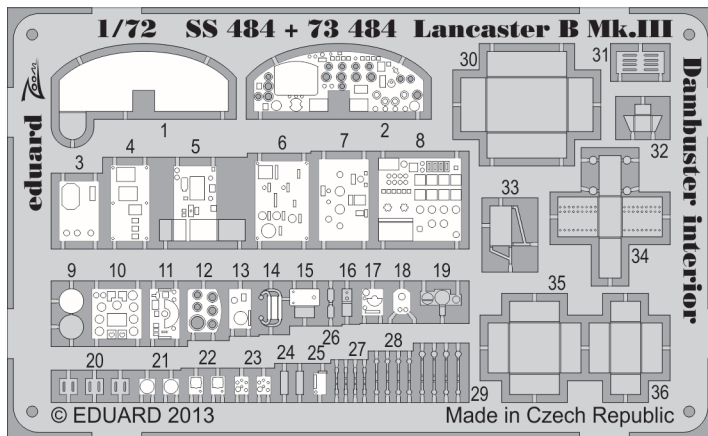 1/72 SS 484 + 73 484 Lancaster B Mk.III
eduard Zoom
Dambuster interior
1 2 30 31
32
3 4 5 6 7 8
33
34
9 10 11 12 13 14 15 16 17 18 19
35
26
20 21 22 23 24 25 27 28
29 36
© EDUARD 2013 Made in Czech Republic